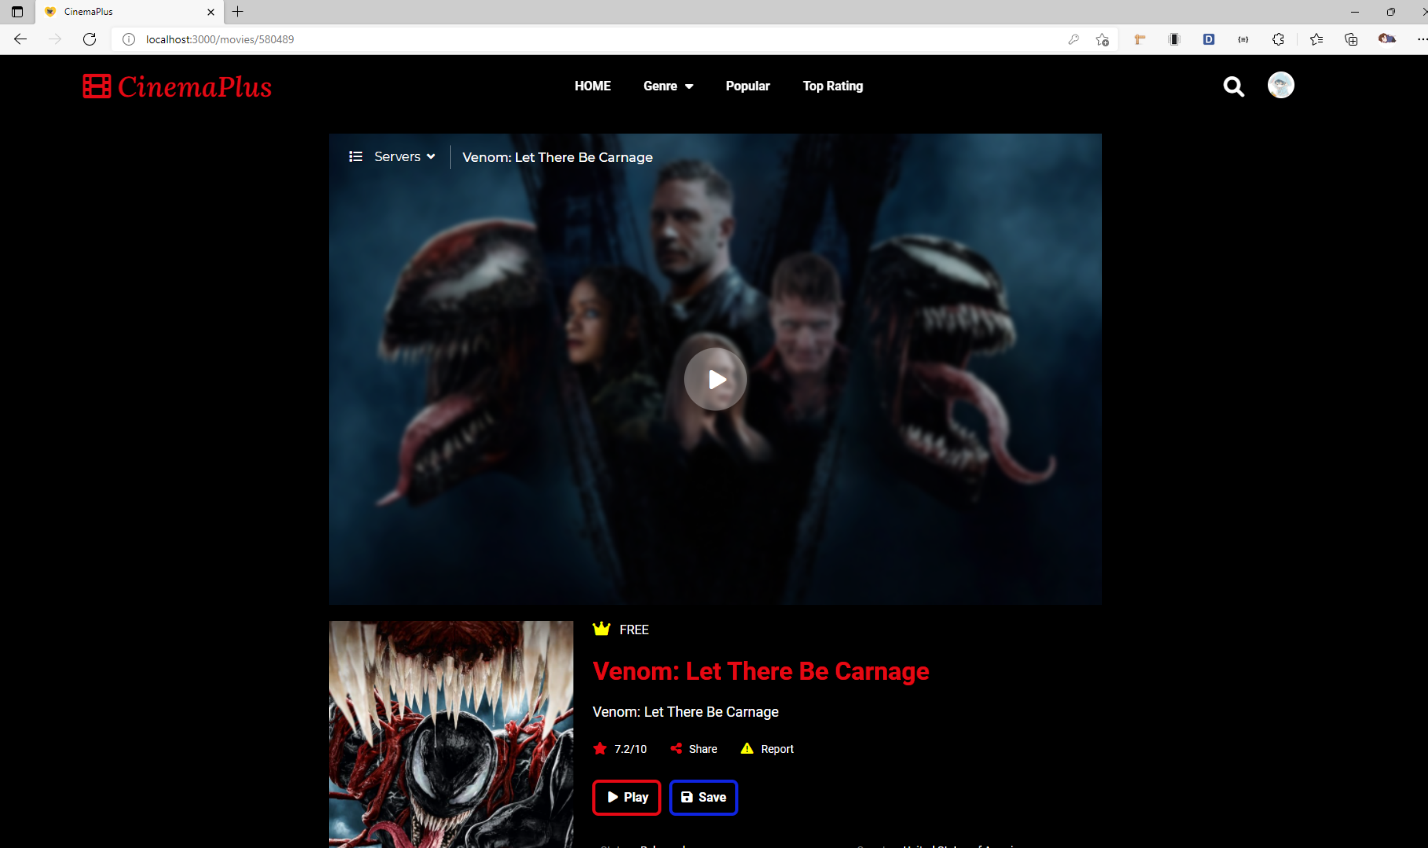 CinemaPlus
localhost:3000/movies/580489
CinemaPlus
HOME Genre Popular Top Rating
Servers Venom: Let There Be Carnage
FREE
Venom: Let There Be Carnage
Venom: Let There Be Carnage
7.2/10 Share Report
Play Save